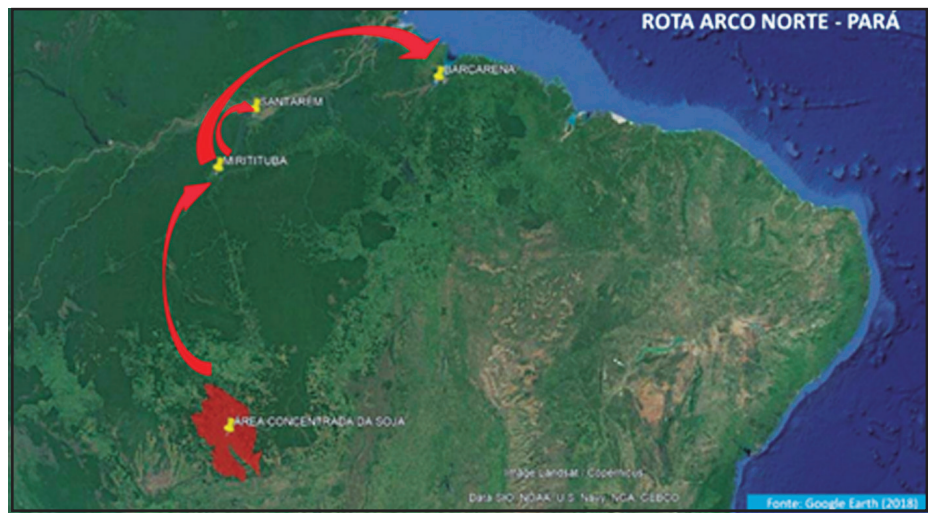 ROTA ARCO NORTE - PARÁ
BARCARENA
SANTARÉM
MIRITITUBA
ÁREA CONCENTRADA DA SOJA
Image Landsat / Copernicus
Data SIO, NOAA, U.S. Navy, NGA, GEBCO
Fonte: Google Earth (2018)